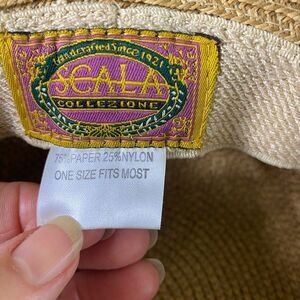 Handcrafted Since 1921
SCALA
COLLEZIONE
75% PAPER 25% NYLON
ONE SIZE FITS MOST